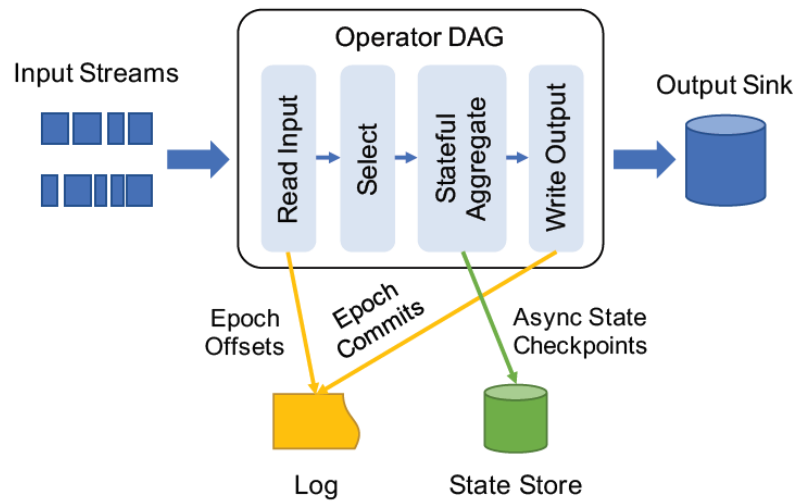 Operator DAG
Input Streams
Output Sink
Read Input
Select
Stateful
Aggregate
Write Output
Epoch
Offsets
Epoch
Commits
Async State
Checkpoints
Log
State Store